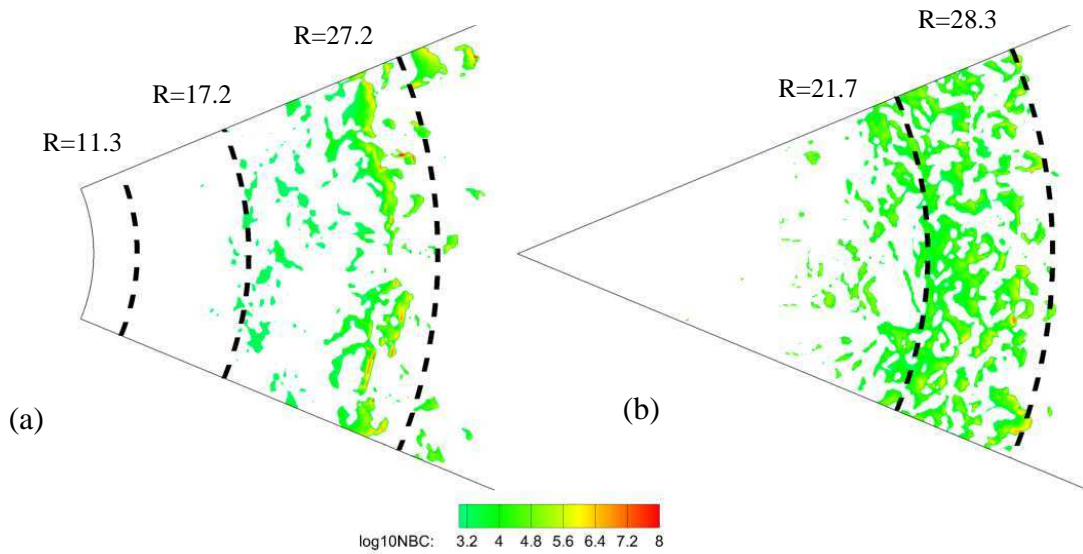 R=27.2
R=17.2
R=11.3
(a)
R=28.3
R=21.7
(b)
log10NBC: 3.2 4 4.8 5.6 6.4 7.2 8